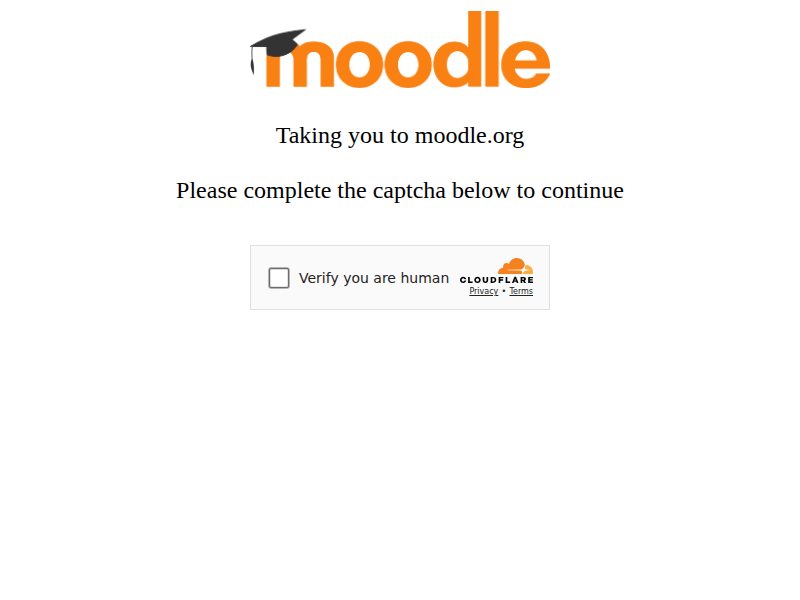 moodle
Taking you to moodle.org
Please complete the captcha below to continue
Verify you are human
CLOUDFLARE
Privacy • Terms